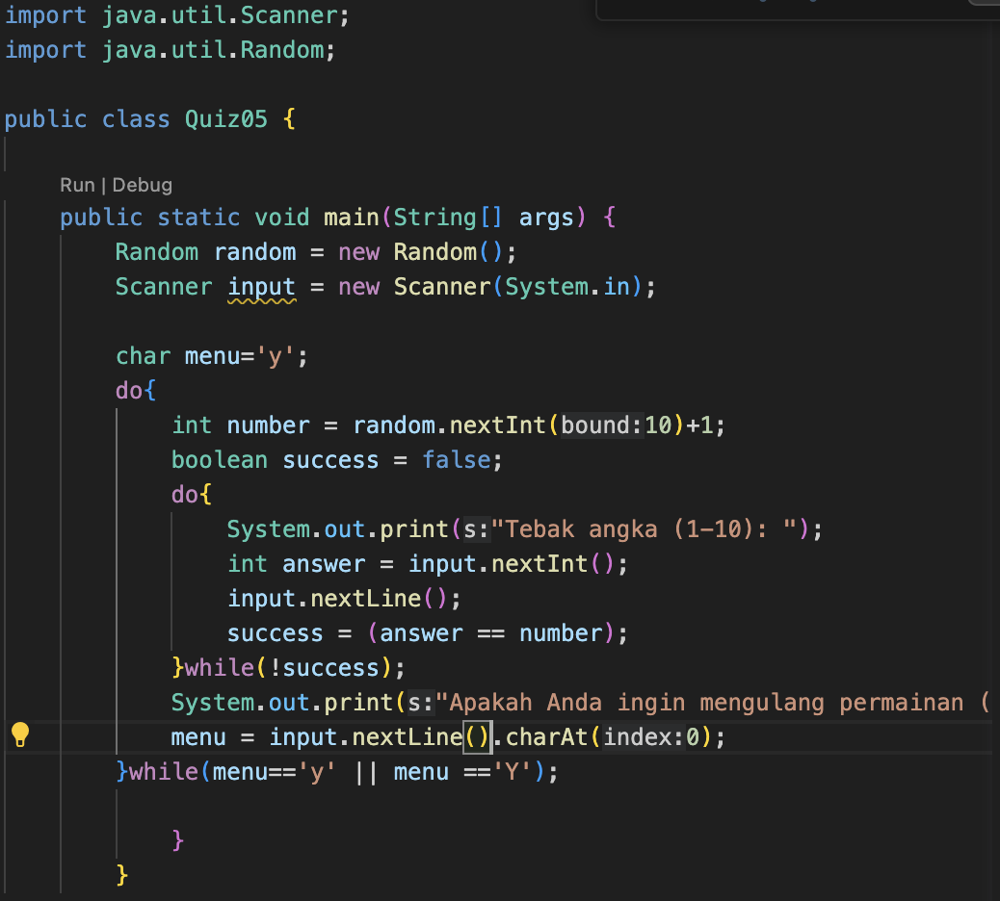 import java.util.Scanner;
import java.util.Random;
public class Quiz05 {
Run | Debug
public static void main(String[] args) {
Random random = new Random();
Scanner input = new Scanner(System.in);
char menu='y';
do{
int number = random.nextInt(bound:10)+1;
boolean success = false;
do{
System.out.print(s:"Tebak angka (1-10): ");
int answer = input.nextInt();
input.nextLine();
success = (answer == number);
}while(!success);
System.out.print(s:"Apakah Anda ingin mengulang permainan (
menu = input.nextLine().charAt(index:0);
}while(menu=='y' || menu =='Y');
}
}